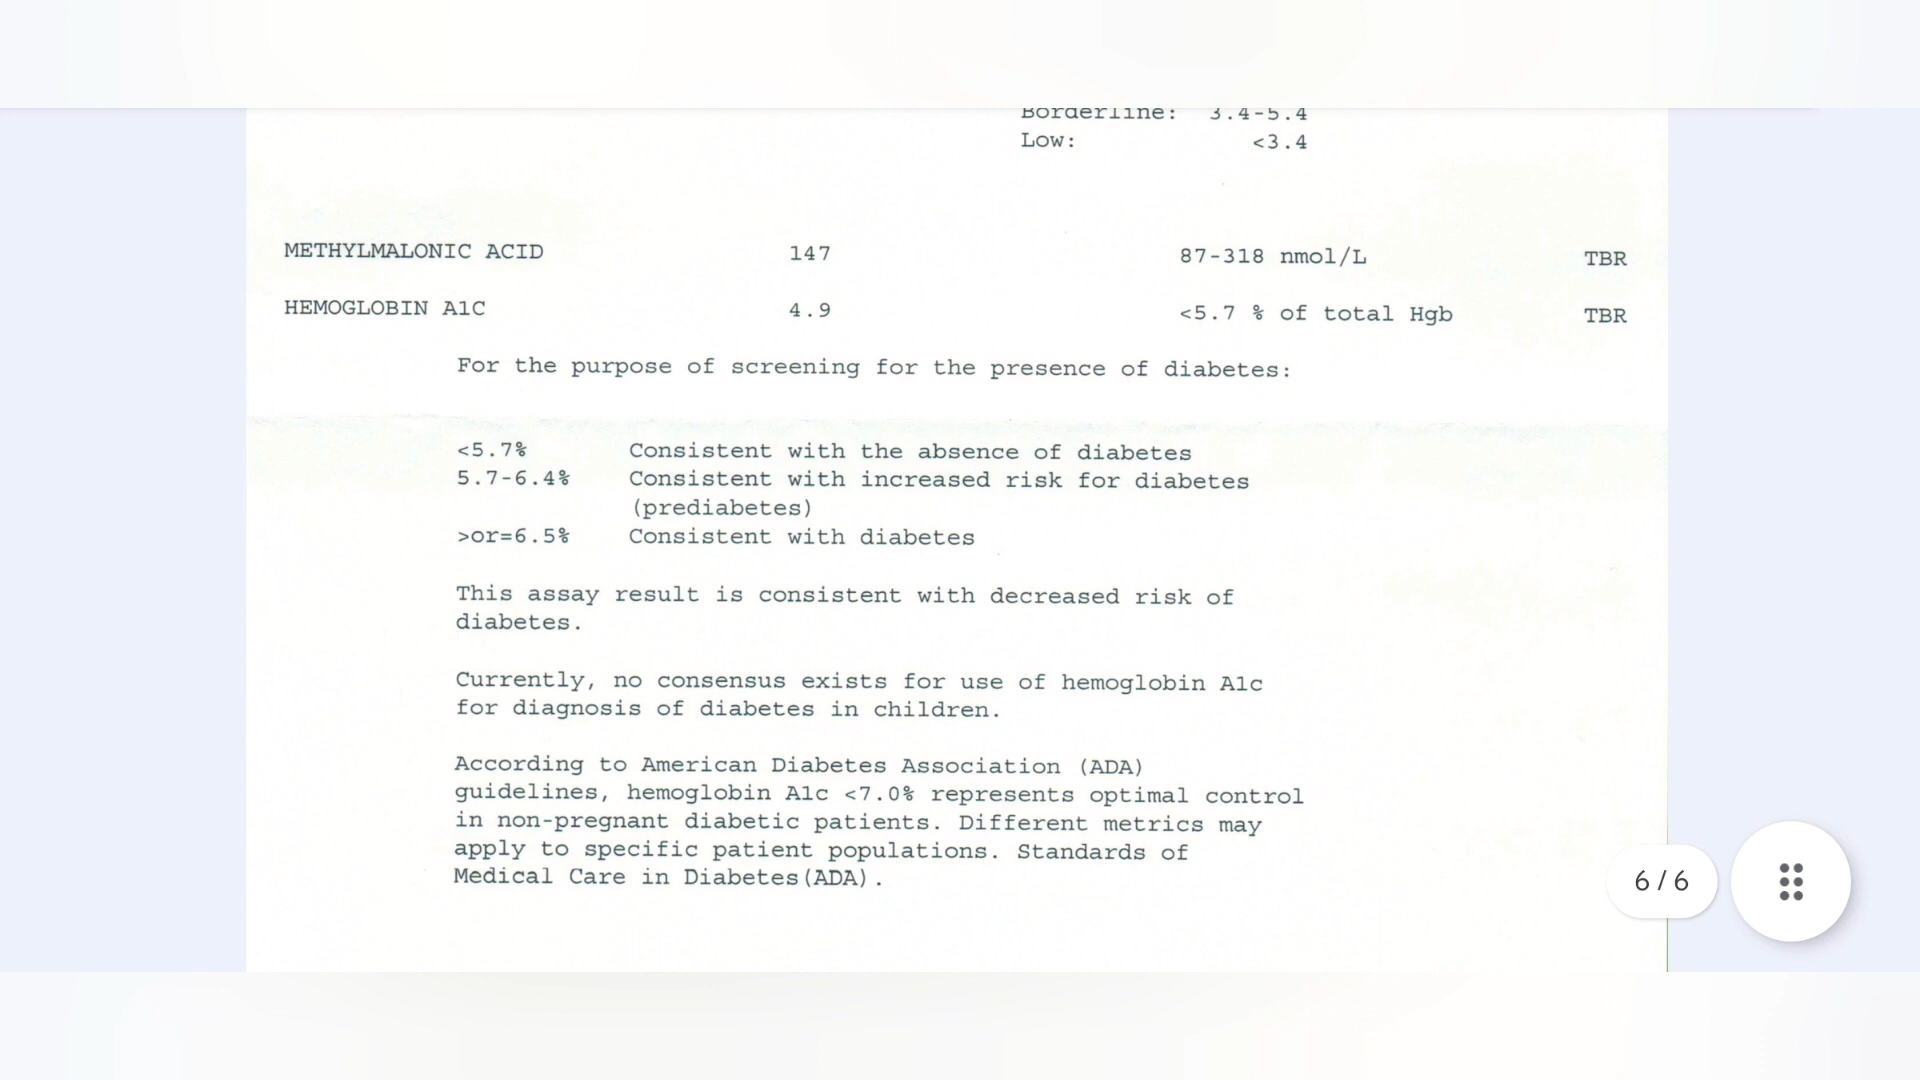 Borderline: 3.4-5.4
Low: <3.4
METHYLMALONIC ACID 147 87-318 nmol/L TBR
HEMOGLOBIN A1C 4.9 <5.7 % of total Hgb TBR
For the purpose of screening for the presence of diabetes:
<5.7% Consistent with the absence of diabetes
5.7-6.4% Consistent with increased risk for diabetes
(prediabetes)
>or=6.5% Consistent with diabetes
This assay result is consistent with decreased risk of
diabetes.
Currently, no consensus exists for use of hemoglobin A1c
for diagnosis of diabetes in children.
According to American Diabetes Association (ADA)
guidelines, hemoglobin A1c <7.0% represents optimal control
in non-pregnant diabetic patients. Different metrics may
apply to specific patient populations. Standards of
Medical Care in Diabetes(ADA).
6 / 6